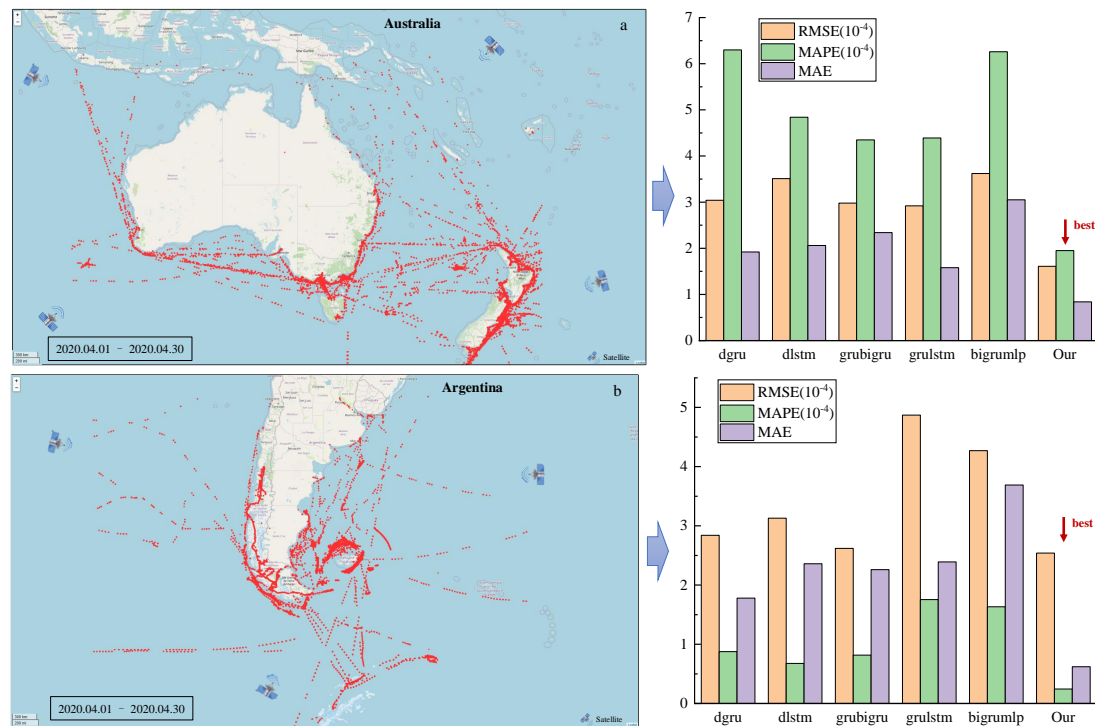 Australia
a
2020.04.01 – 2020.04.30
Satellite
RMSE(10⁻⁴)
MAPE(10⁻⁴)
MAE
7
6
5
4
3
2
1
0
best
dgru
dlstm
grubigru
grulstm
bigrumlp
Our
Argentina
b
2020.04.01 – 2020.04.30
Satellite
RMSE(10⁻⁴)
MAPE(10⁻⁴)
MAE
5
4
3
2
1
0
best
dgru
dlstm
grubigru
grulstm
bigrumlp
Our